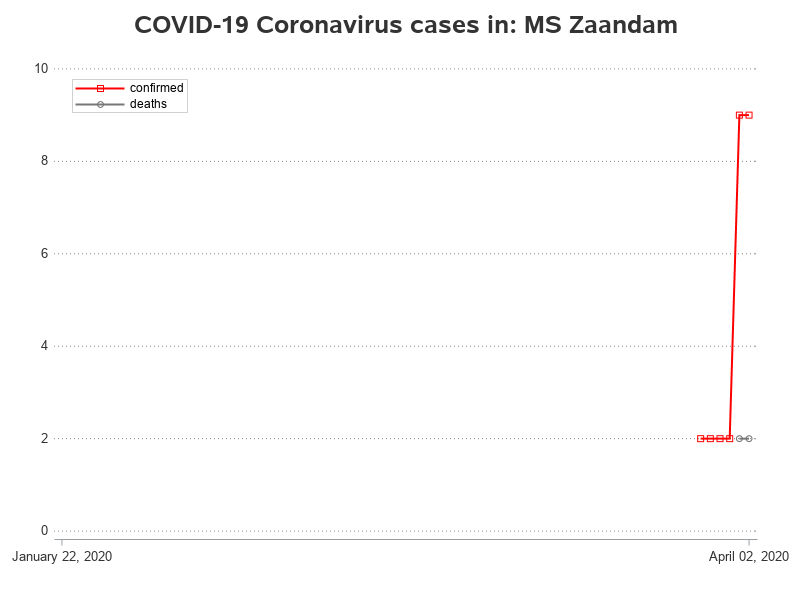 COVID-19 Coronavirus cases in: MS Zaandam
10
confirmed
deaths
8
6
4
2
0
January 22, 2020
April 02, 2020